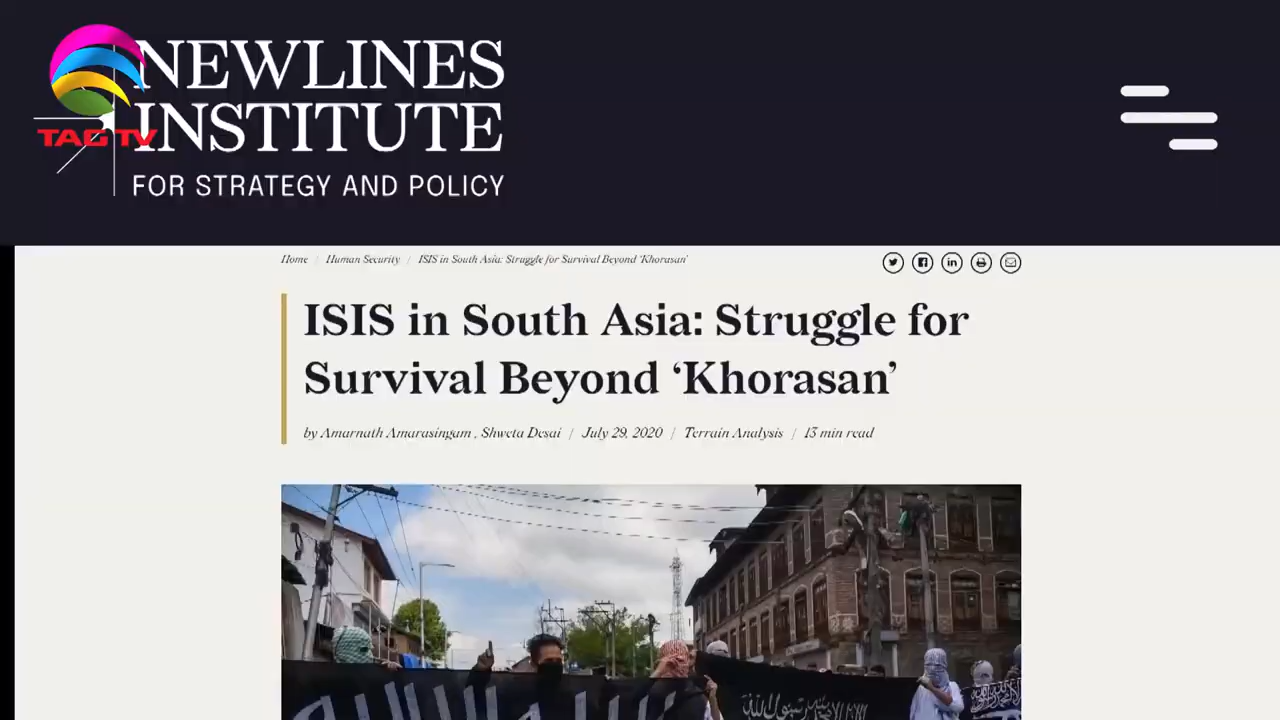 TAG TV
NEWLINES
INSTITUTE
FOR STRATEGY AND POLICY
Home / Human Security / ISIS in South Asia: Struggle for Survival Beyond ‘Khorasan’
ISIS in South Asia: Struggle for
Survival Beyond ‘Khorasan’
by Amarnath Amarasingam , Shweta Desai / July 29, 2020 / Terrain Analysis / 13 min read